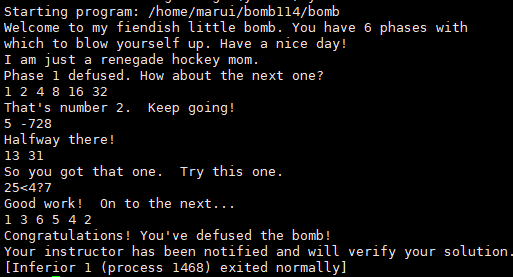 Starting program: /home/marui/bomb114/bomb
Welcome to my fiendish little bomb. You have 6 phases with
which to blow yourself up. Have a nice day!
I am just a renegade hockey mom.
Phase 1 defused. How about the next one?
1 2 4 8 16 32
That's number 2.  Keep going!
5 -728
Halfway there!
13 31
So you got that one.  Try this one.
25<4?7
Good work!  On to the next...
1 3 6 5 4 2
Congratulations! You've defused the bomb!
Your instructor has been notified and will verify your solution.
[Inferior 1 (process 1468) exited normally]